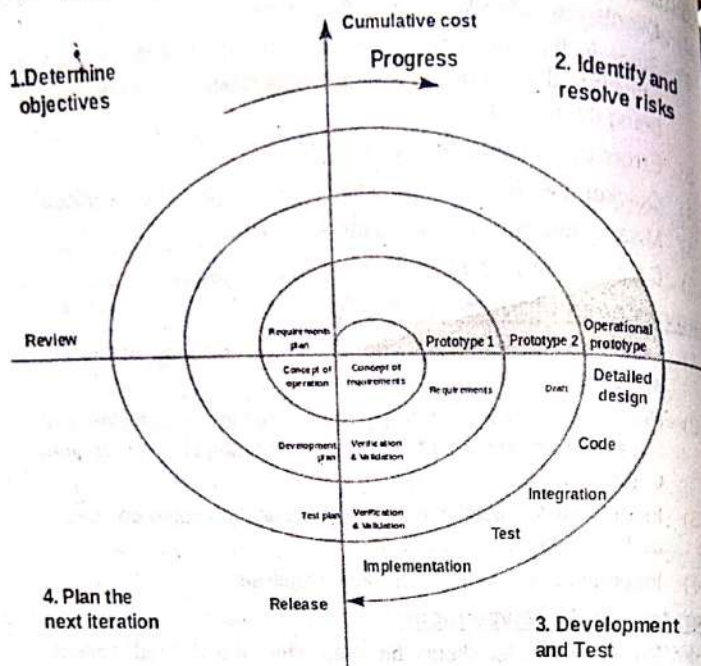 Cumulative cost
Progress
1.Determine
objectives
2. Identify and
resolve risks
Review
Requirements
plan
Prototype 1
Prototype 2
Operational
prototype
Concept of
operation
Concept of
requirements
Requirements
Draft
Detailed
design
Development
plan
Verification
& Validation
Code
Integration
Test plan
Verification
& Validation
Test
Implementation
4. Plan the
next iteration
Release
3. Development
and Test